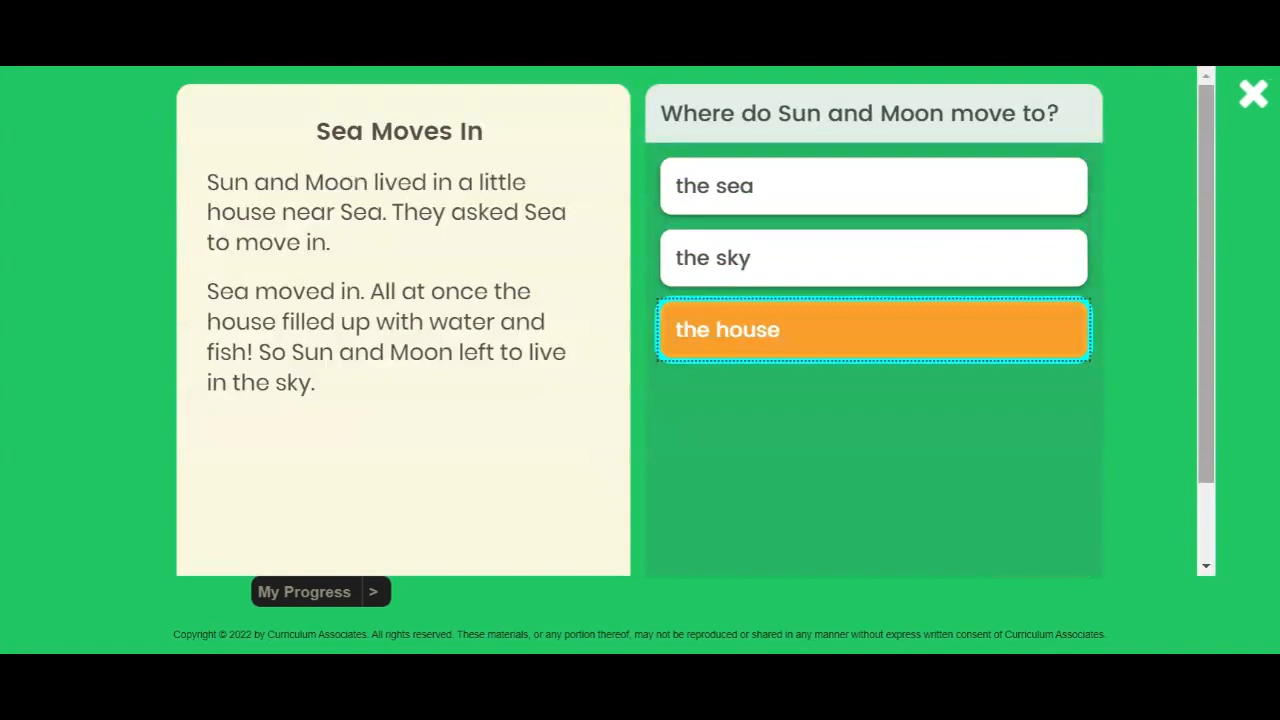 Sea Moves In
Sun and Moon lived in a little
house near Sea. They asked Sea
to move in.
Sea moved in. All at once the
house filled up with water and
fish! So Sun and Moon left to live
in the sky.
Where do Sun and Moon move to?
the sea
the sky
the house
My Progress >
Copyright © 2022 by Curriculum Associates. All rights reserved. These materials, or any portion thereof, may not be reproduced or shared in any manner without express written consent of Curriculum Associates.